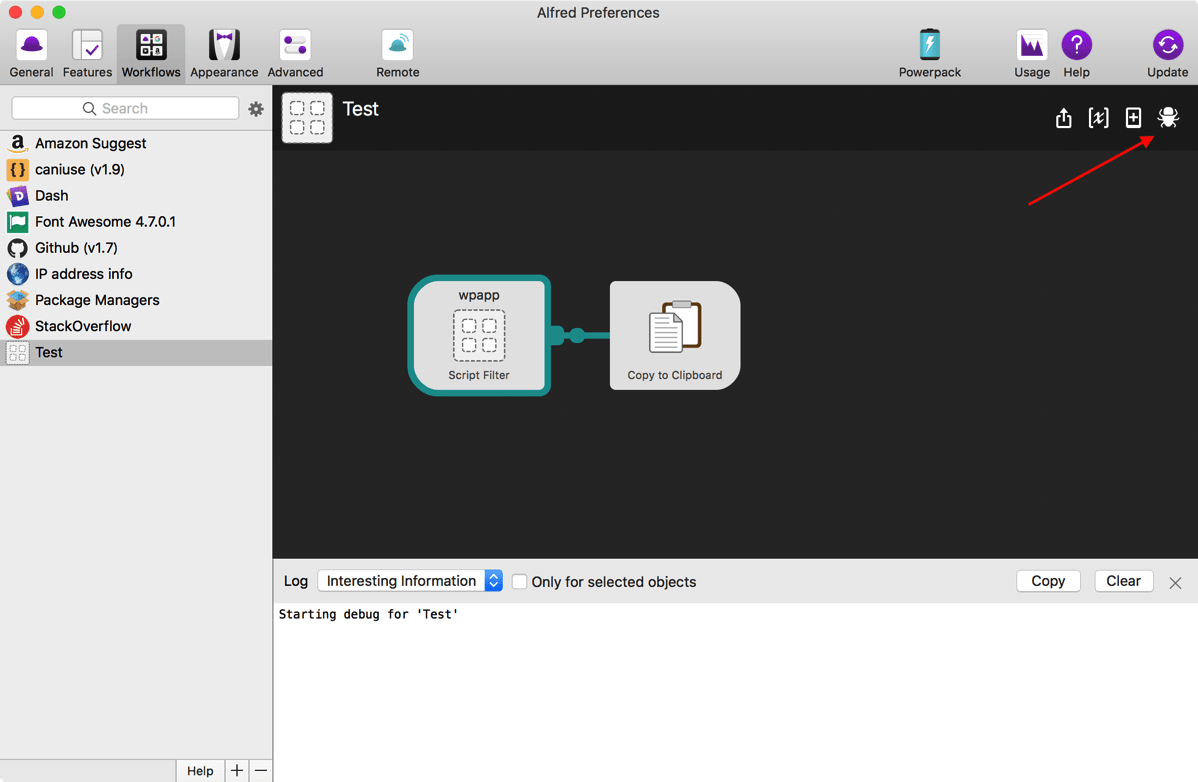 Alfred Preferences
General Features Workflows Appearance Advanced Remote Powerpack Usage Help Update
Search
Test
Amazon Suggest
caniuse (v1.9)
Dash
Font Awesome 4.7.0.1
Github (v1.7)
IP address info
Package Managers
StackOverflow
Test
wpapp
Script Filter
Copy to Clipboard
Log Interesting Information Only for selected objects Copy Clear
Starting debug for 'Test'
Help